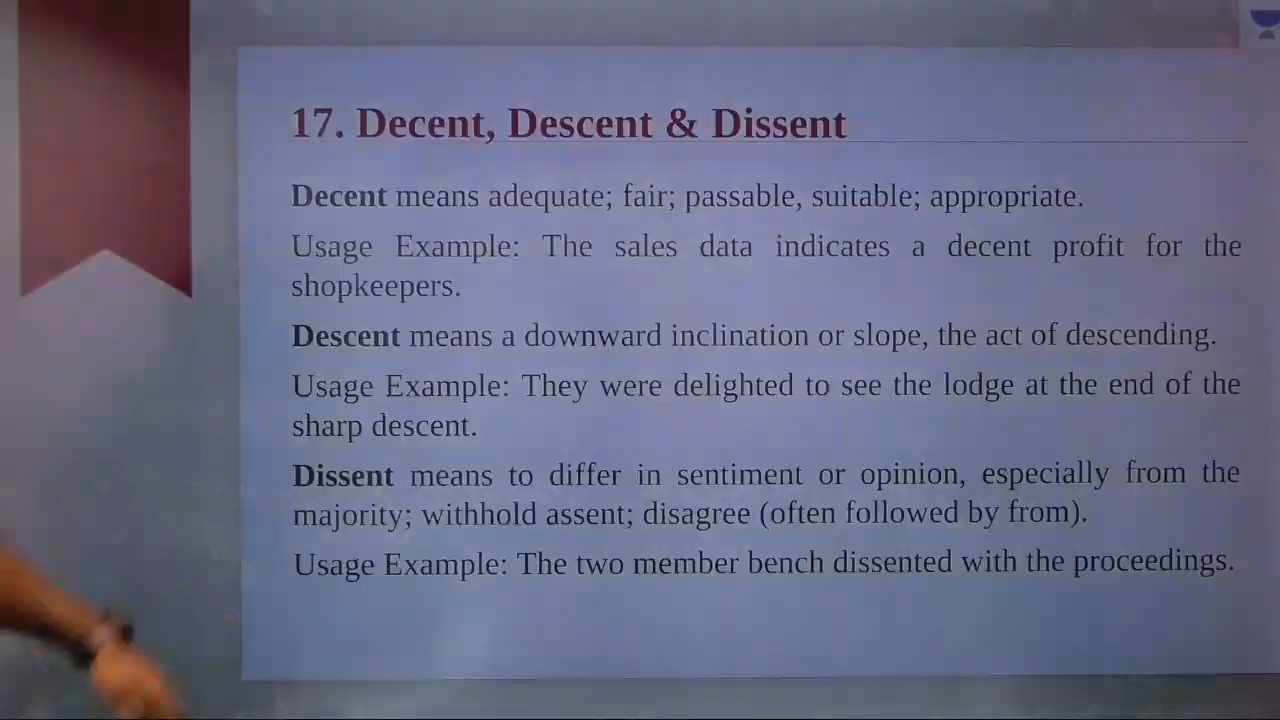 17. Decent, Descent & Dissent
Decent means adequate; fair; passable, suitable; appropriate.
Usage Example: The sales data indicates a decent profit for the
shopkeepers.
Descent means a downward inclination or slope, the act of descending.
Usage Example: They were delighted to see the lodge at the end of the
sharp descent.
Dissent means to differ in sentiment or opinion, especially from the
majority; withhold assent; disagree (often followed by from).
Usage Example: The two member bench dissented with the proceedings.